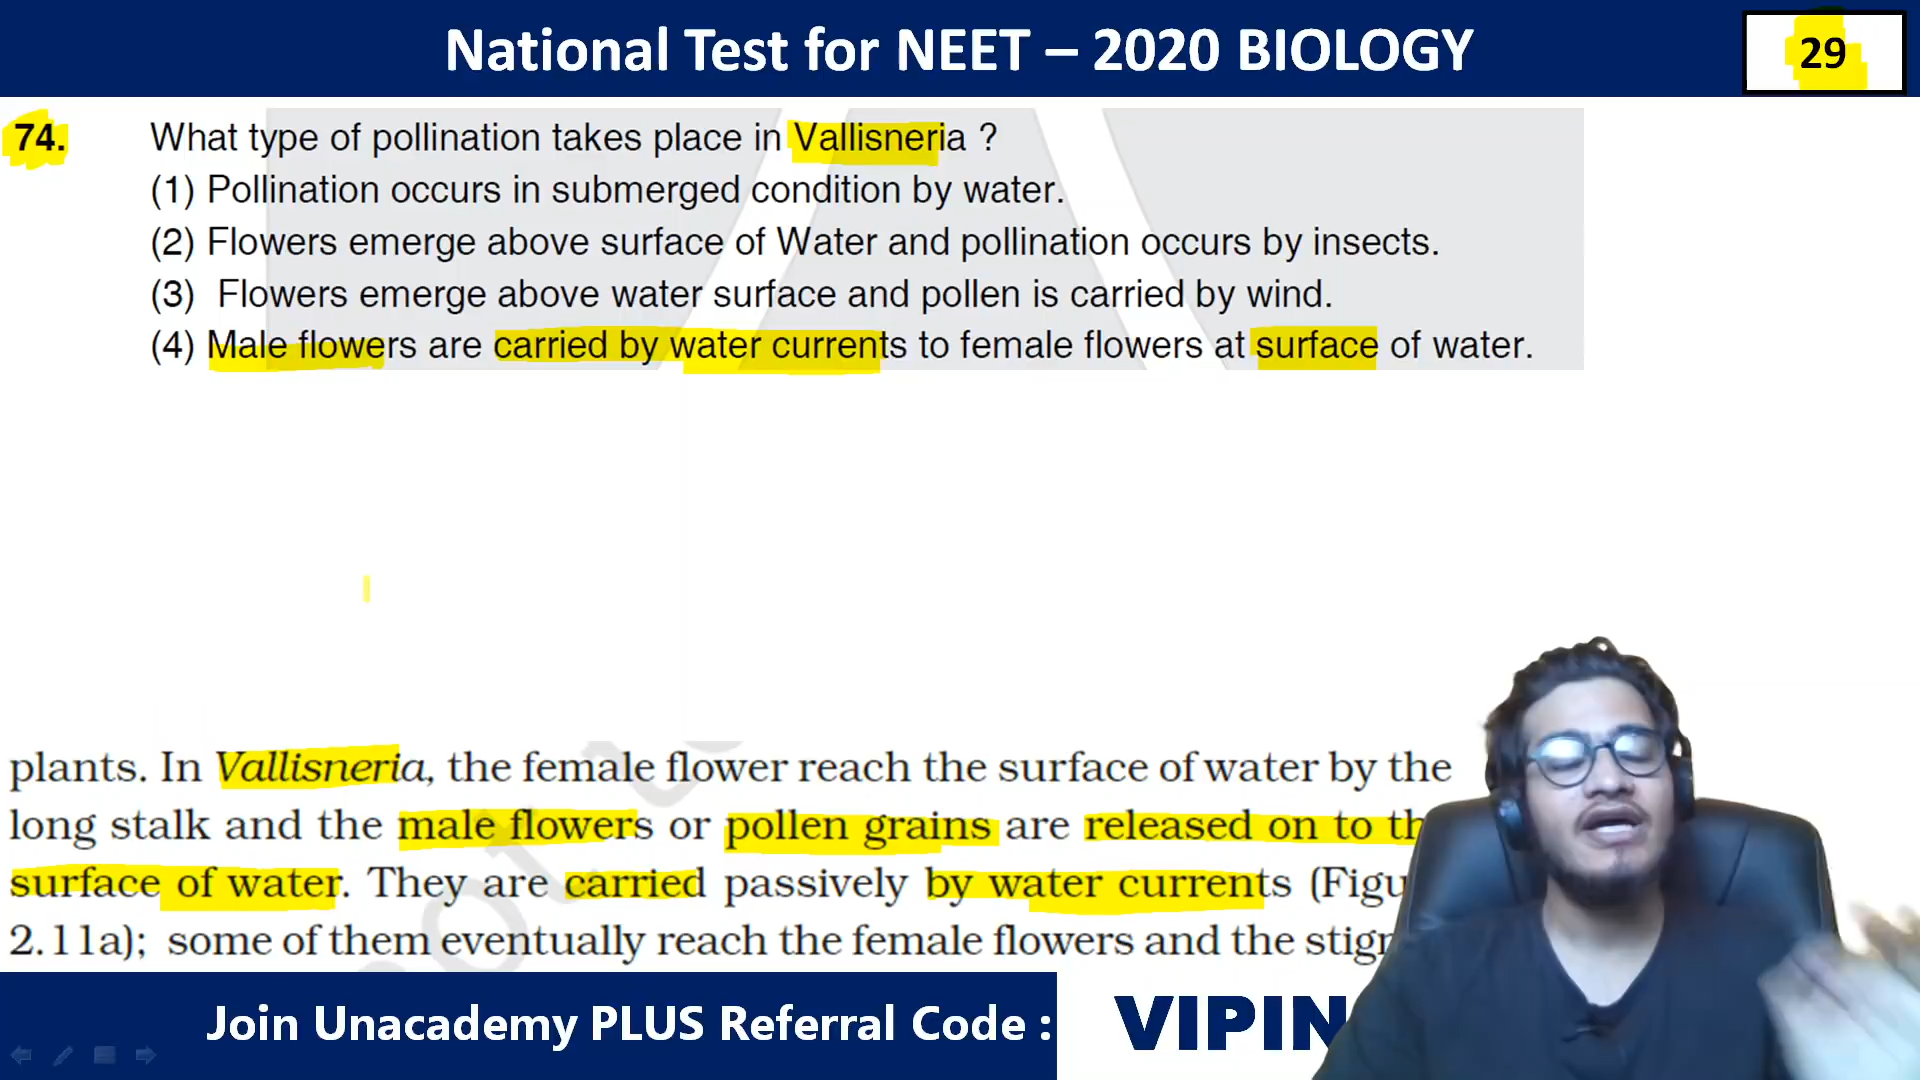 National Test for NEET – 2020 BIOLOGY
29
74. What type of pollination takes place in Vallisneria ?
(1) Pollination occurs in submerged condition by water.
(2) Flowers emerge above surface of Water and pollination occurs by insects.
(3) Flowers emerge above water surface and pollen is carried by wind.
(4) Male flowers are carried by water currents to female flowers at surface of water.
plants. In Vallisneria, the female flower reach the surface of water by the
long stalk and the male flowers or pollen grains are released on to
surface of water. They are carried passively by water currents
2.11a); some of them eventually reach the female flowers and the
Join Unacademy PLUS Referral Code :
VIPIN